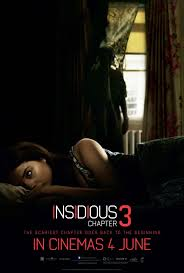 INSIDIOUS
CHAPTER 3
THE SCARIEST CHAPTER GOES BACK TO THE BEGINNING
IN CINEMAS 4 JUNE